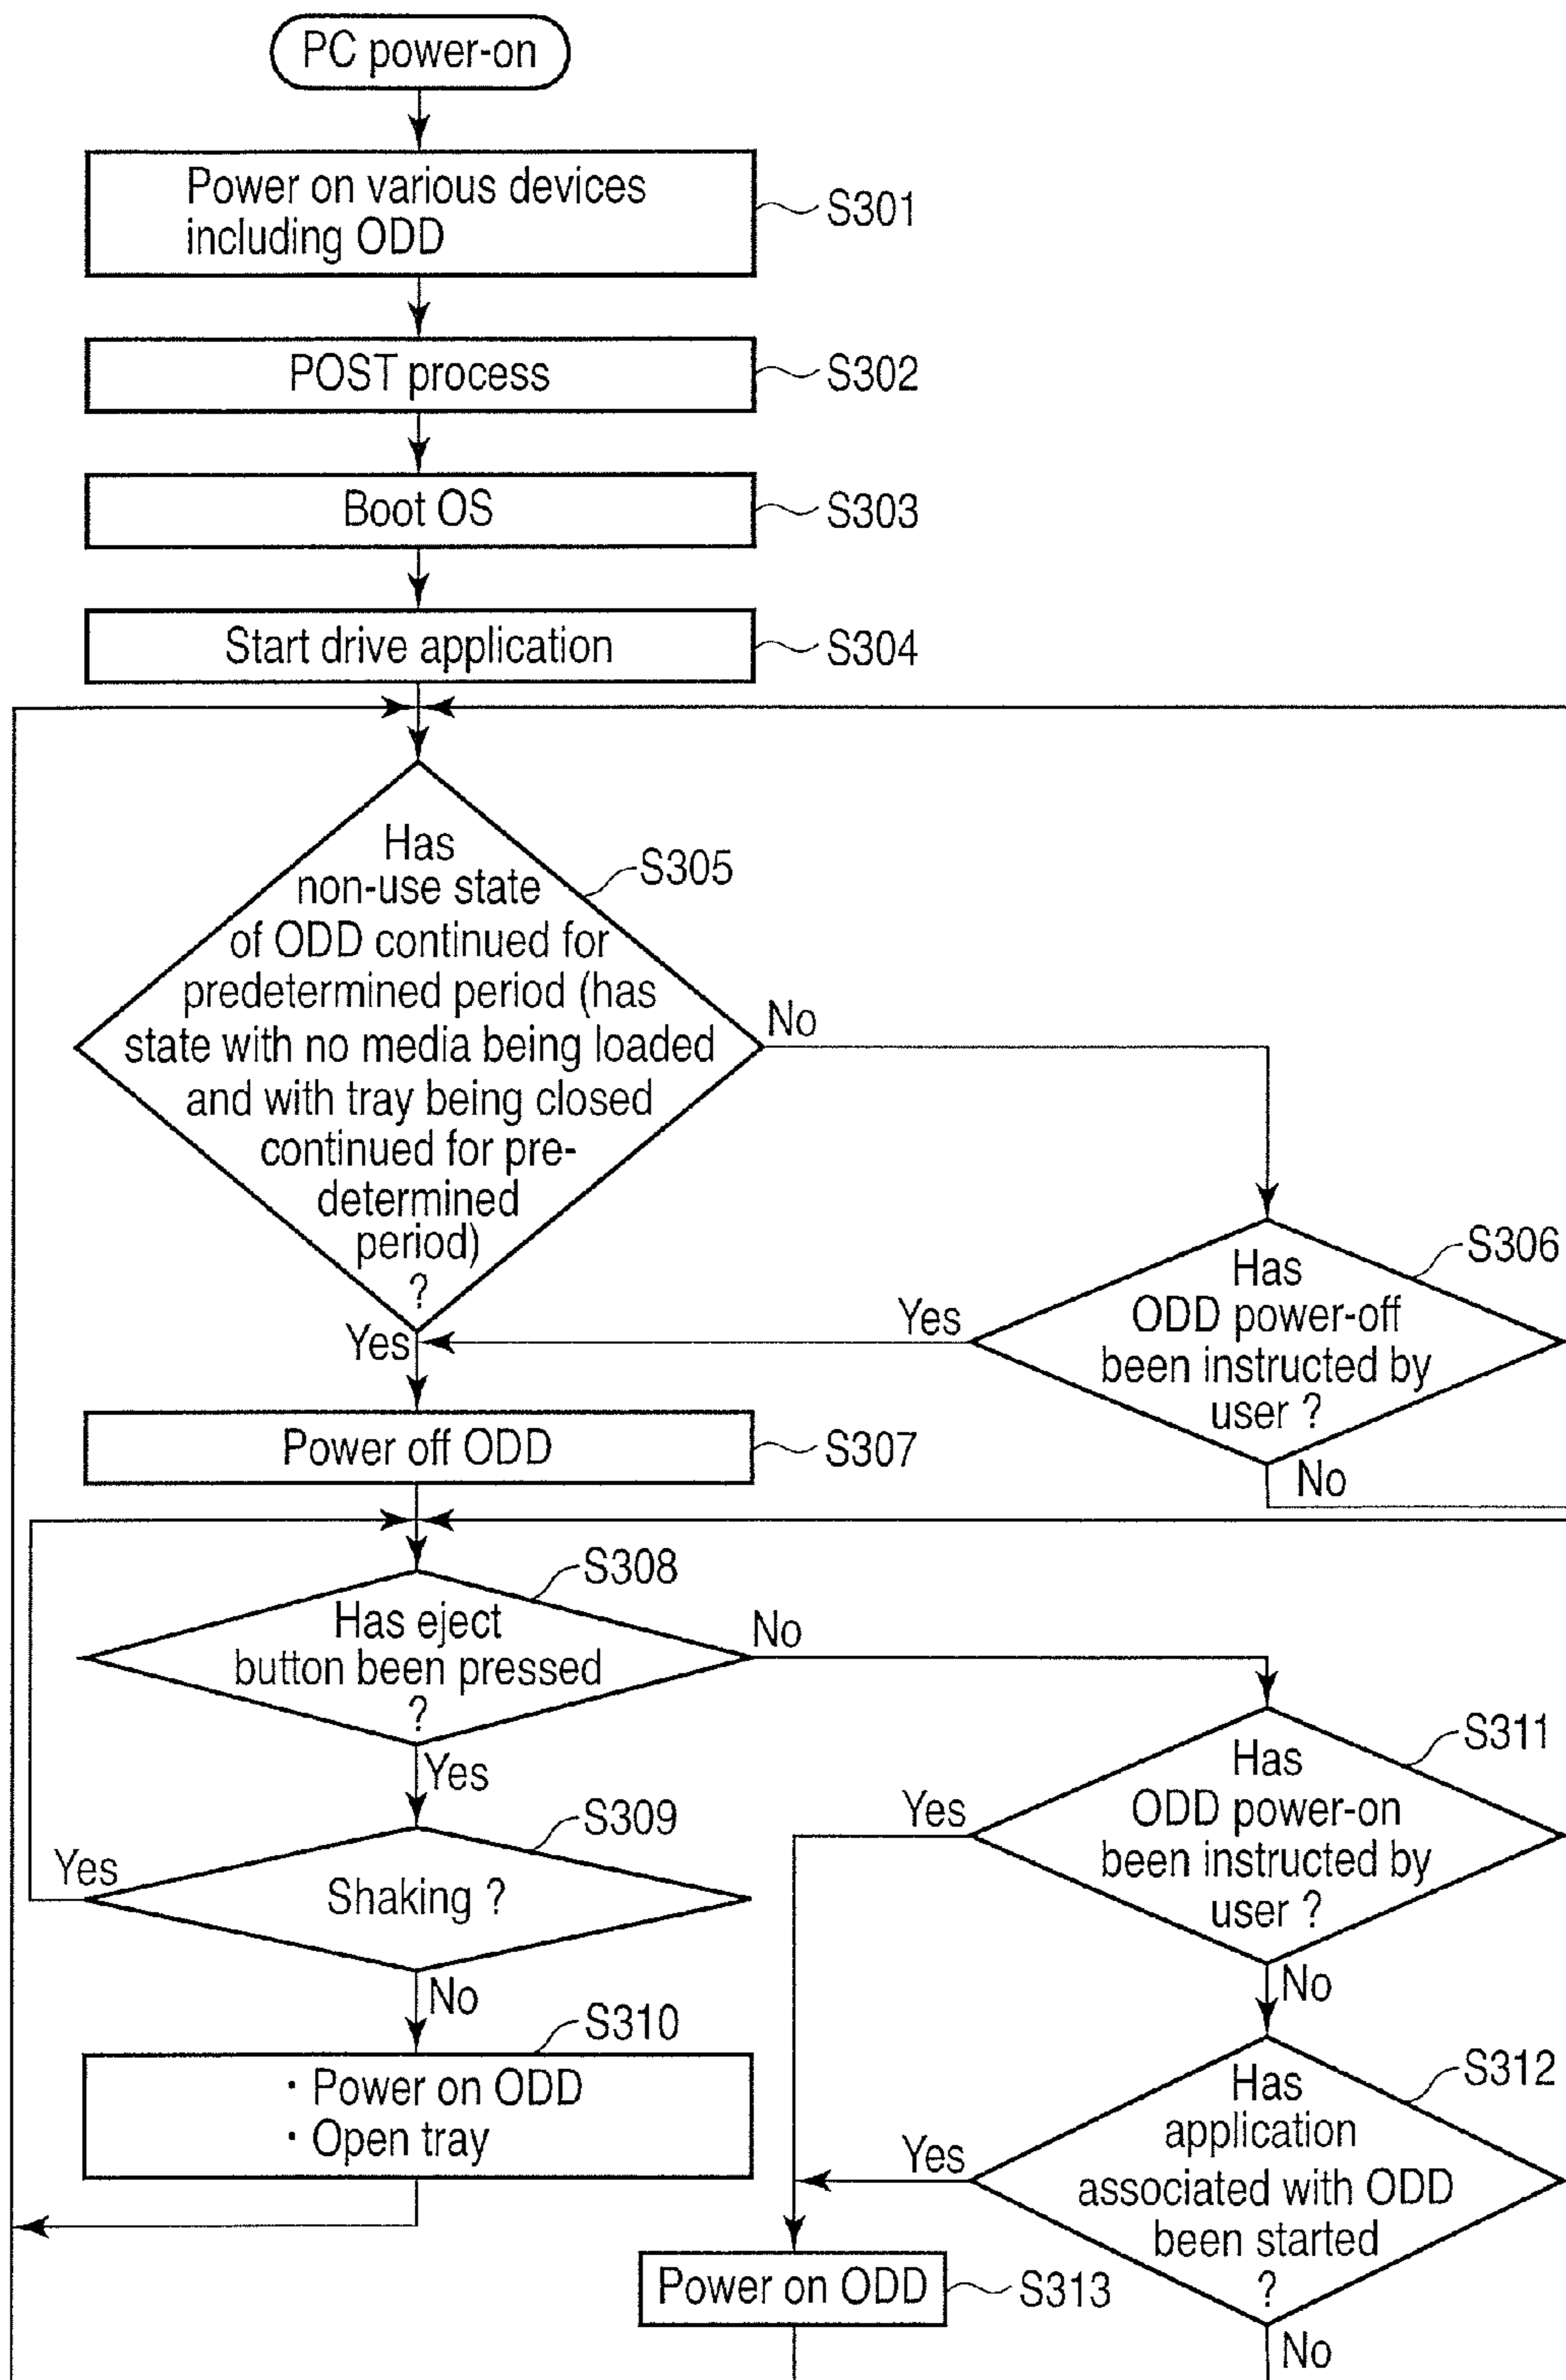 PC power-on
Power on various devices
including ODD
S301
POST process
S302
Boot OS
S303
Start drive application
S304
Has
non-use state
of ODD continued for
predetermined period (has
state with no media being loaded
and with tray being closed
continued for pre-
determined
period)
?
S305
No
Yes
Has
ODD power-off
been instructed by
user ?
S306
Yes
No
Power off ODD
S307
Has eject
button been pressed
?
S308
No
Yes
Shaking ?
S309
Yes
No
· Power on ODD
· Open tray
S310
Has
ODD power-on
been instructed by
user ?
S311
Yes
No
Has
application
associated with ODD
been started
?
S312
Yes
No
Power on ODD
S313